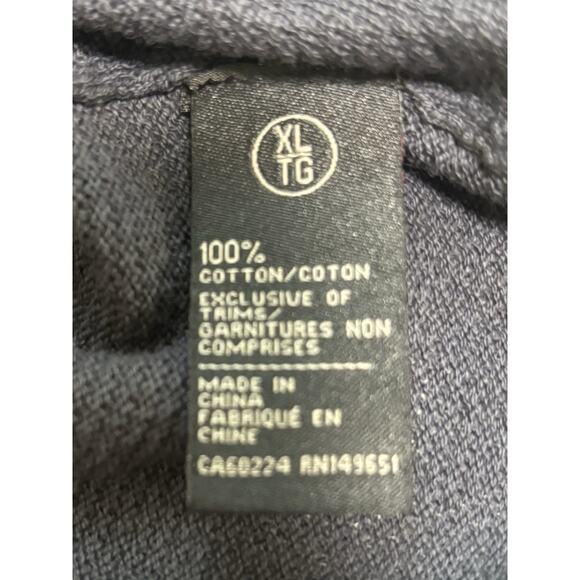 XL
TG
100%
COTTON/COTON
EXCLUSIVE OF
TRIMS/
GARNITURES NON
COMPRISES
MADE IN
CHINA
FABRIQUÉ EN
CHINE
CA60224 RN149651